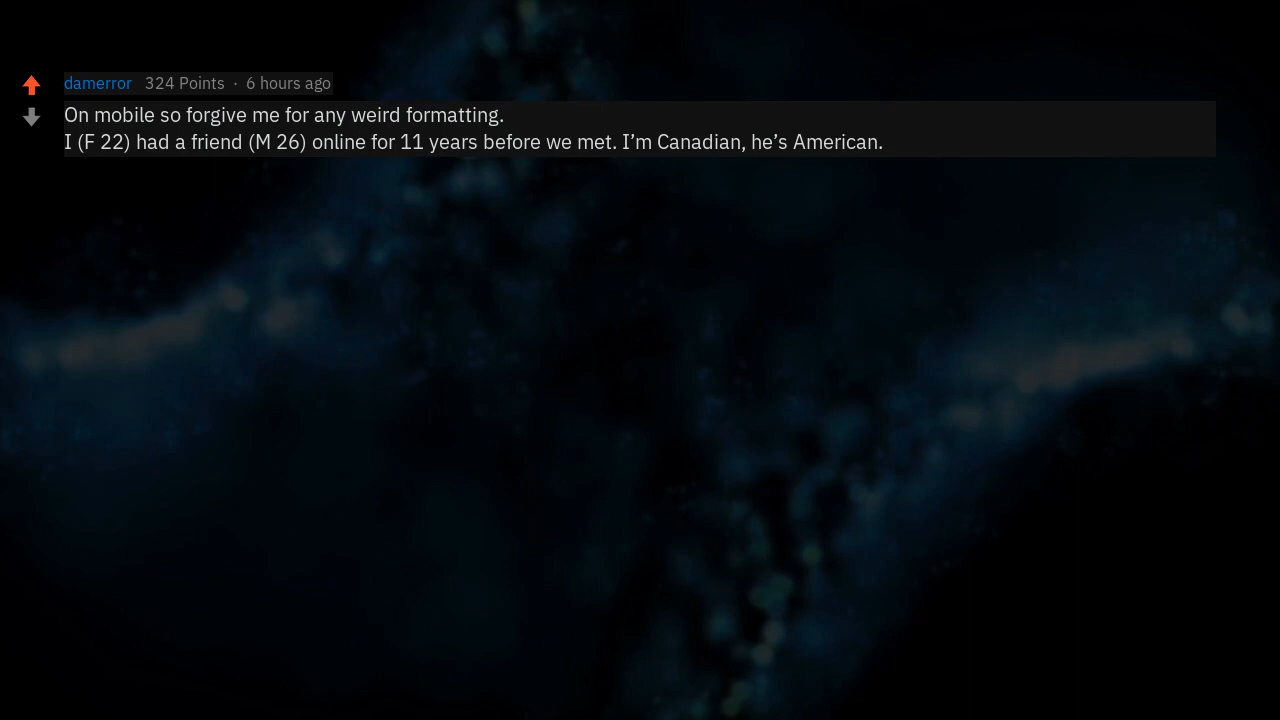 damerror 324 Points · 6 hours ago
On mobile so forgive me for any weird formatting.
I (F 22) had a friend (M 26) online for 11 years before we met. I’m Canadian, he’s American.